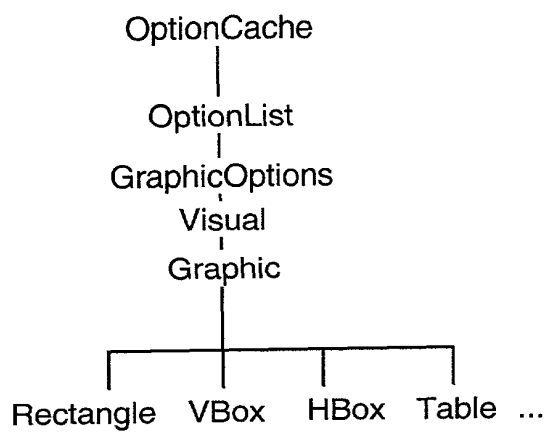 OptionCache
OptionList
GraphicOptions
Visual
Graphic
Rectangle VBox HBox Table ...